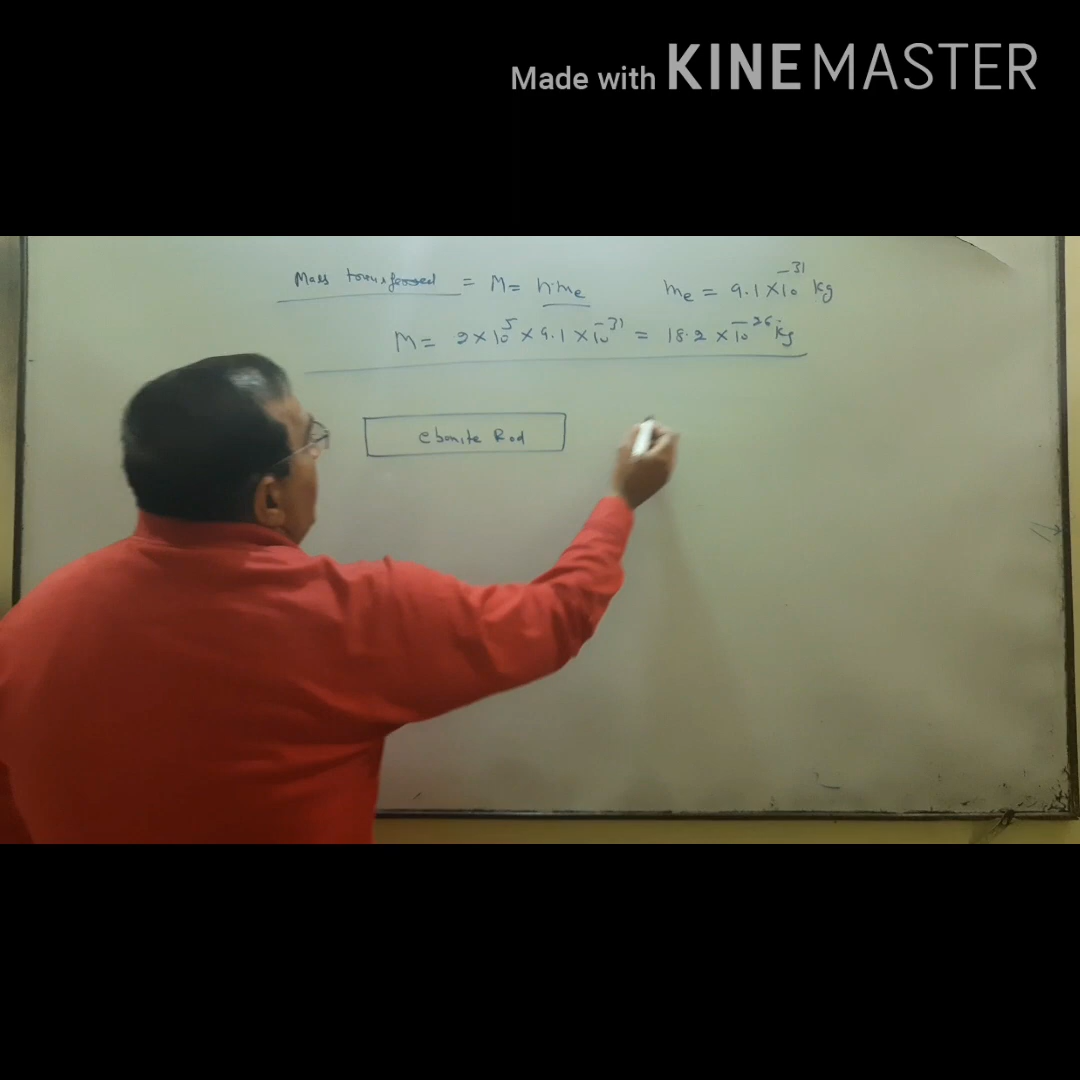 Made with KINEMASTER
Mass transferred = M = n·me me = 9.1 × 10⁻³¹ kg
M = 2 × 10⁵ × 9.1 × 10⁻³¹ = 18.2 × 10⁻²⁶ kg
ebonite Rod